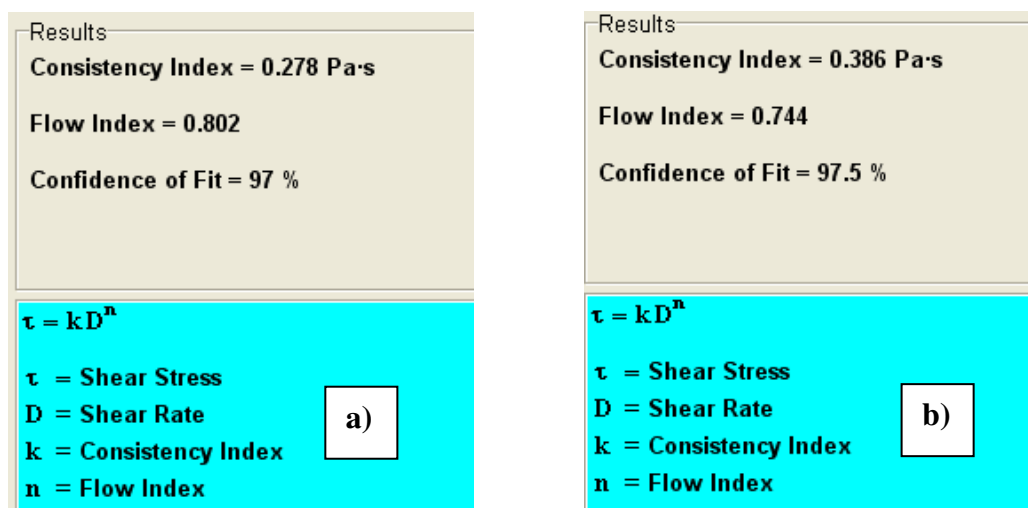 Results
Consistency Index = 0.278 Pa·s
Flow Index = 0.802
Confidence of Fit = 97 %
τ = kDⁿ
τ = Shear Stress
D = Shear Rate
k = Consistency Index
n = Flow Index
a)
Results
Consistency Index = 0.386 Pa·s
Flow Index = 0.744
Confidence of Fit = 97.5 %
τ = kDⁿ
τ = Shear Stress
D = Shear Rate
k = Consistency Index
n = Flow Index
b)